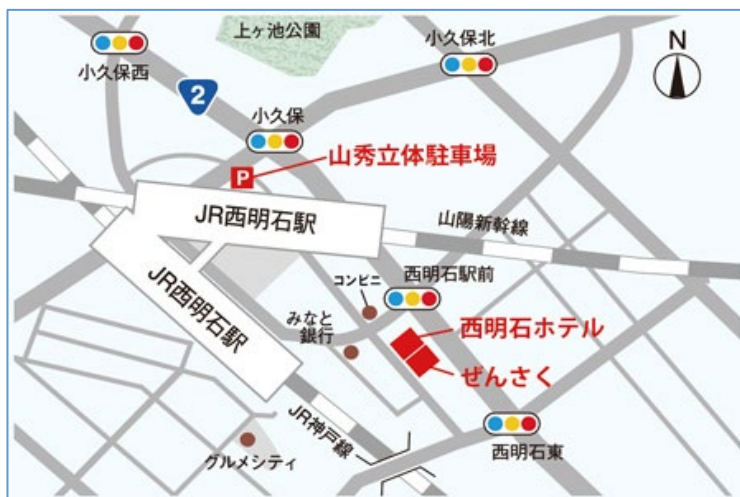 上ヶ池公園
小久保北
N
小久保西
2
小久保
P
山秀立体駐車場
JR西明石駅
山陽新幹線
JR西明石駅
コンビニ
西明石駅前
みなと
銀行
西明石ホテル
ぜんさく
JR神戸線
グルメシティ
西明石東